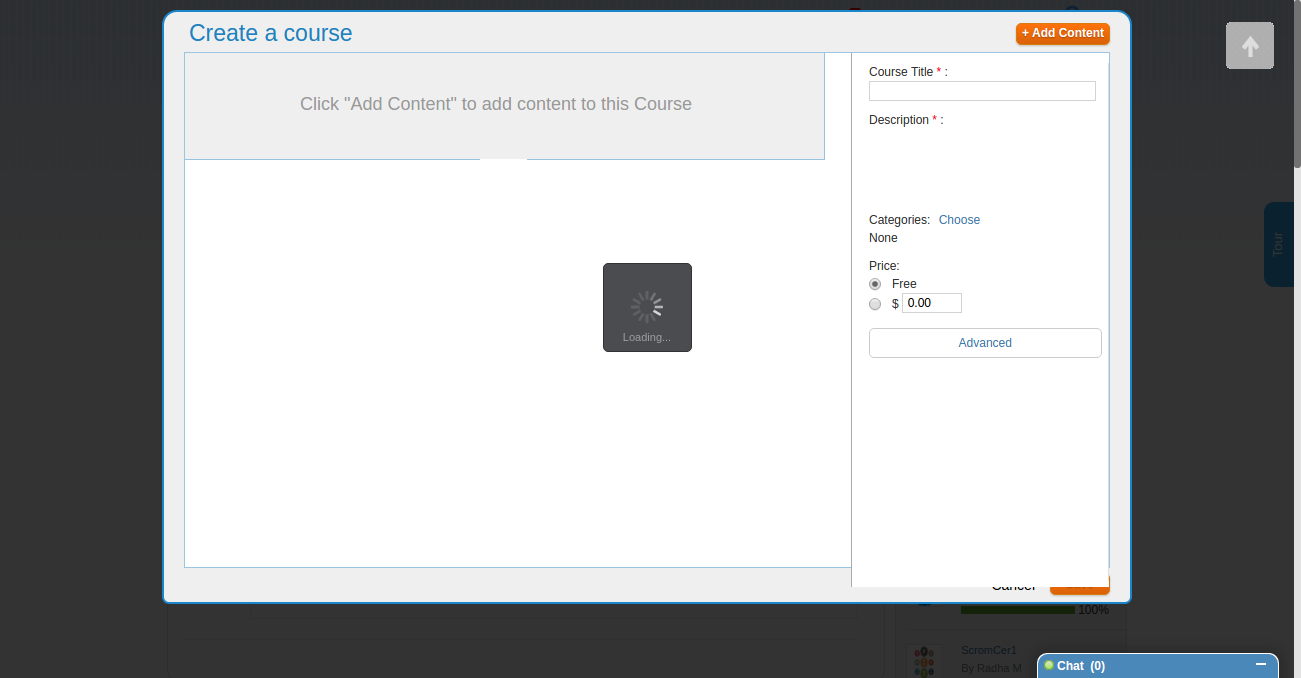 Create a course
+ Add Content
Click "Add Content" to add content to this Course
Course Title * :
Description * :
Categories: Choose
None
Price:
Free
$ 0.00
Advanced
Loading...
Tour
Cancel
100%
ScromCer1
By Radha M
Chat (0)